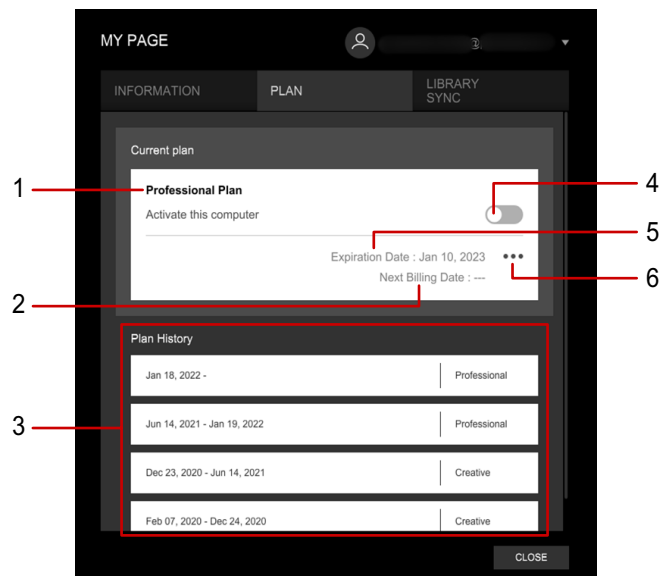 MY PAGE
INFORMATION
PLAN
LIBRARY
SYNC
Current plan
1
Professional Plan
4
Activate this computer
5
Expiration Date : Jan 10, 2023
6
Next Billing Date : ---
2
Plan History
Jan 18, 2022 - Professional
3
Jun 14, 2021 - Jan 19, 2022 Professional
Dec 23, 2020 - Jun 14, 2021 Creative
Feb 07, 2020 - Dec 24, 2020 Creative
CLOSE